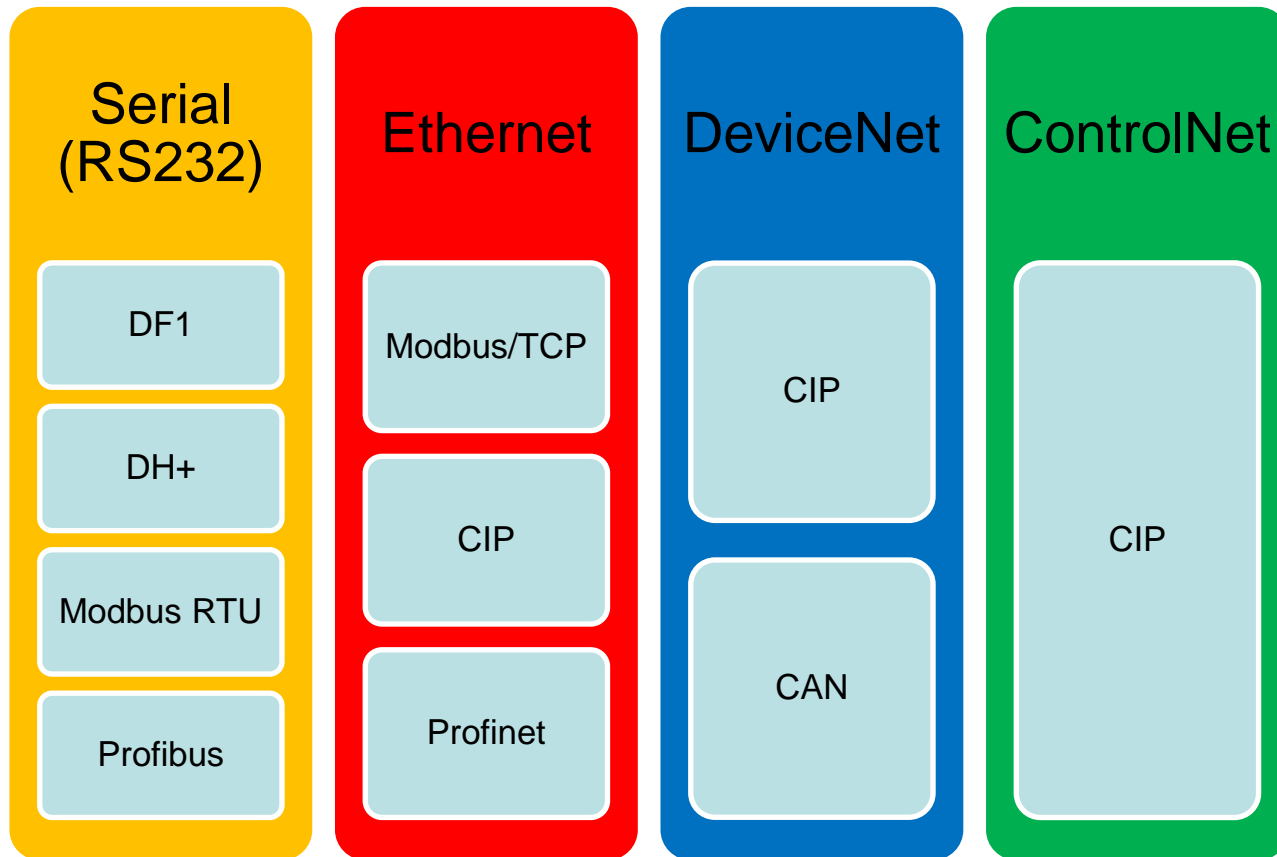 Serial
(RS232)
DF1
DH+
Modbus RTU
Profibus
Ethernet
Modbus/TCP
CIP
Profinet
DeviceNet
CIP
CAN
ControlNet
CIP